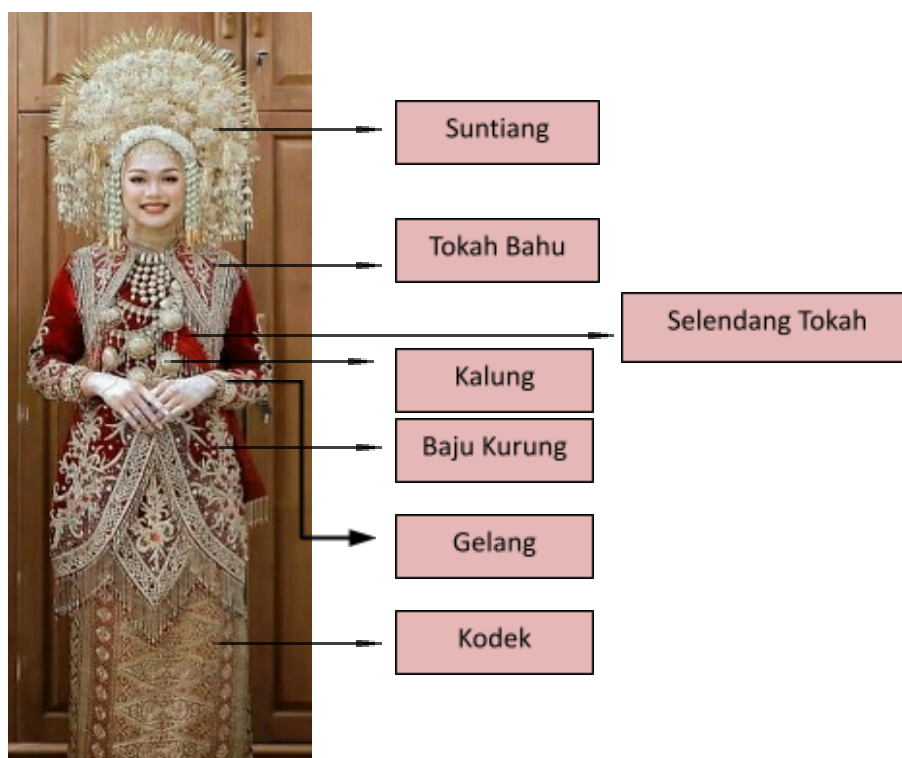 Suntiang
Tokah Bahu
Selendang Tokah
Kalung
Baju Kurung
Gelang
Kodek